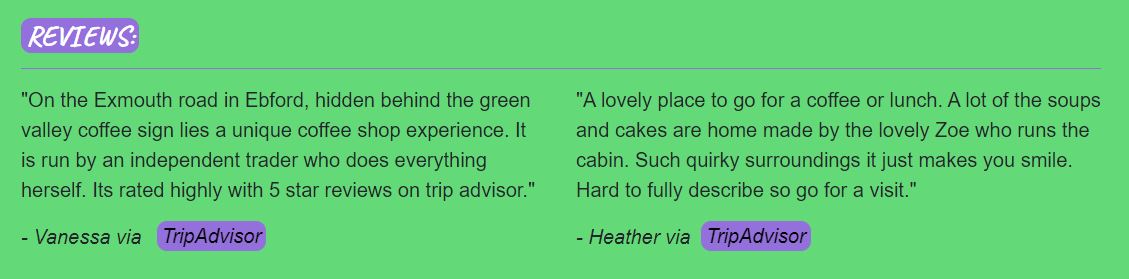 REVIEWS:
"On the Exmouth road in Ebford, hidden behind the green
valley coffee sign lies a unique coffee shop experience. It
is run by an independent trader who does everything
herself. Its rated highly with 5 star reviews on trip advisor."
- Vanessa via TripAdvisor
"A lovely place to go for a coffee or lunch. A lot of the soups
and cakes are home made by the lovely Zoe who runs the
cabin. Such quirky surroundings it just makes you smile.
Hard to fully describe so go for a visit."
- Heather via TripAdvisor